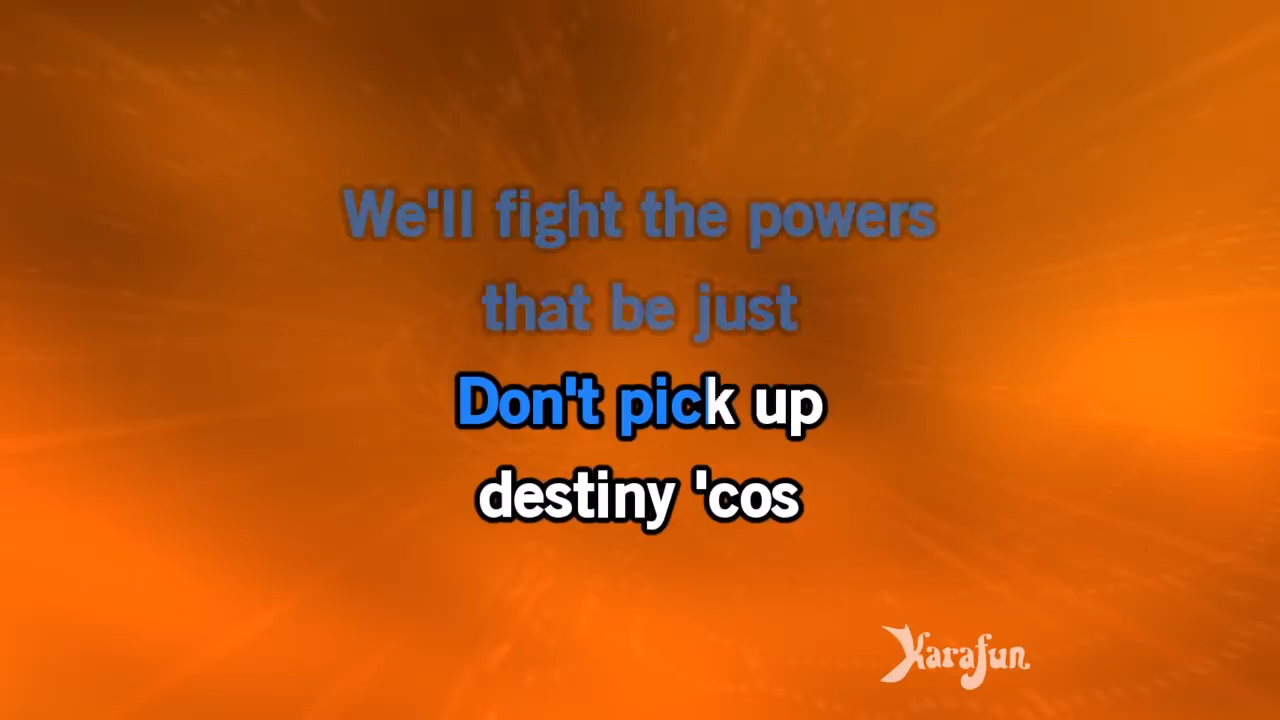 We'll fight the powers
that be just
Don't pick up
destiny 'cos
Karafun